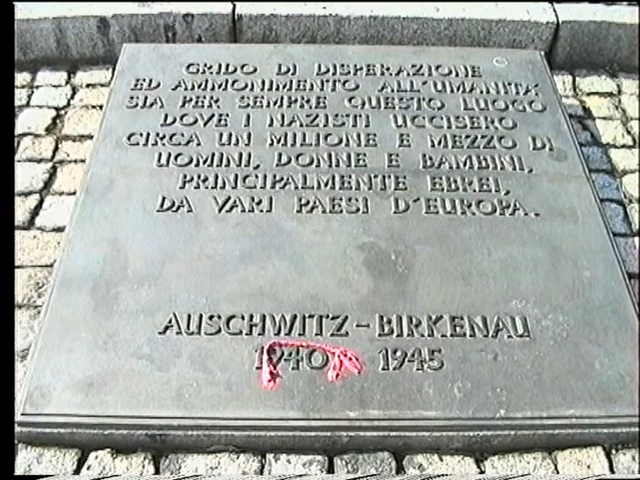 GRIDO DI DISPERAZIONE
ED AMMONIMENTO ALL'UMANITÀ
SIA PER SEMPRE QUESTO LUOGO
DOVE I NAZISTI UCCISERO
CIRCA UN MILIONE E MEZZO DI
UOMINI, DONNE E BAMBINI,
PRINCIPALMENTE EBREI,
DA VARI PAESI D'EUROPA.
AUSCHWITZ-BIRKENAU
1940 1945